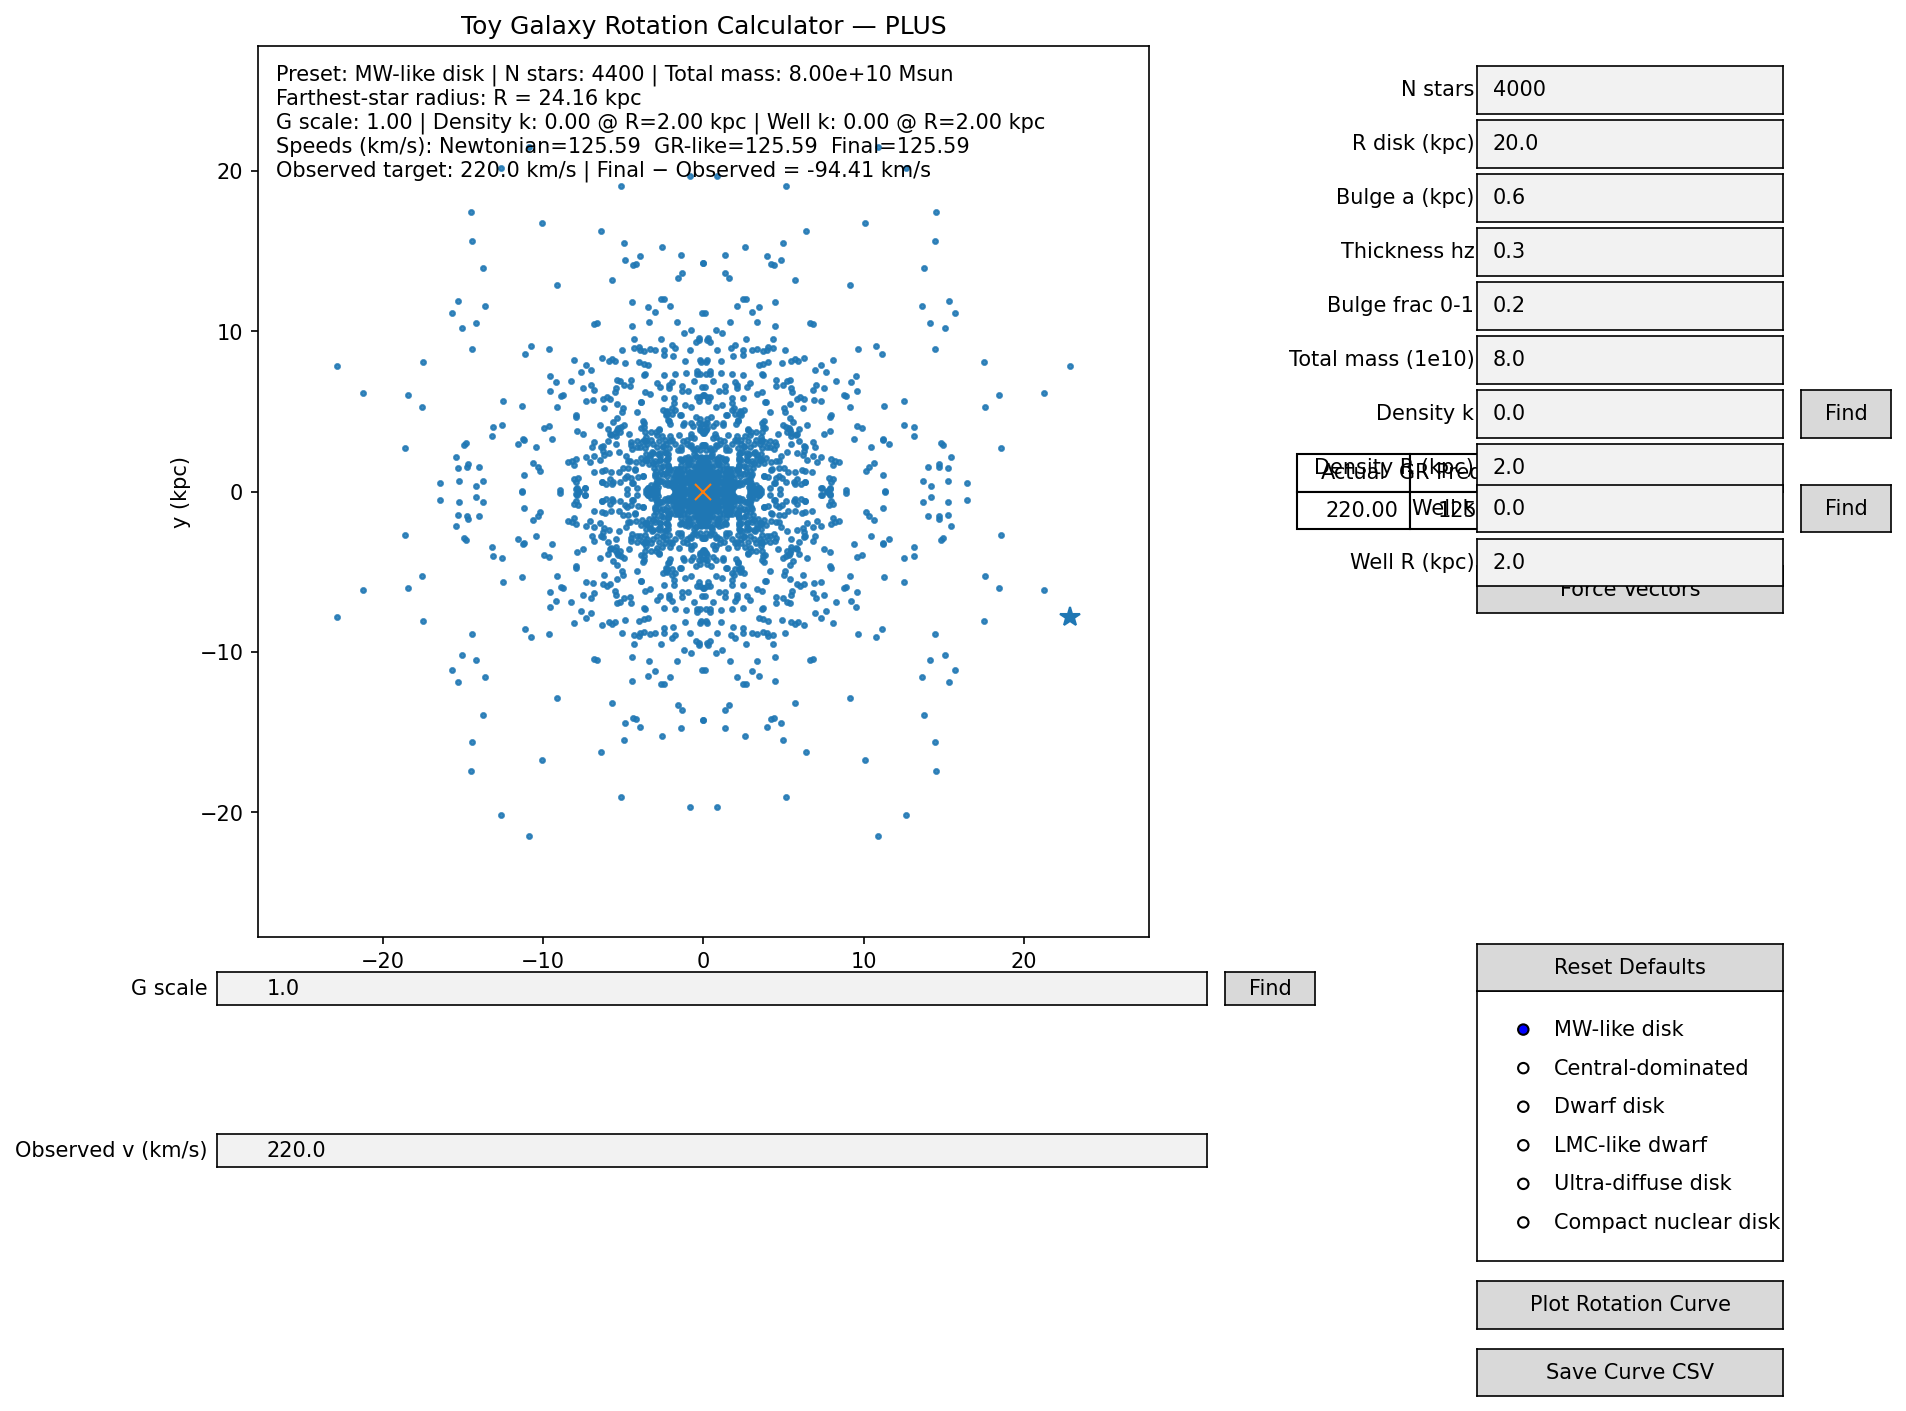 Toy Galaxy Rotation Calculator — PLUS
Preset: MW-like disk | N stars: 4400 | Total mass: 8.00e+10 Msun
Farthest-star radius: R = 24.16 kpc
G scale: 1.00 | Density k: 0.00 @ R=2.00 kpc | Well k: 0.00 @ R=2.00 kpc
Speeds (km/s): Newtonian=125.59  GR-like=125.59  Final=125.59
Observed target: 220.0 km/s | Final − Observed = -94.41 km/s
y (kpc)
20
10
0
−10
−20
−20
−10
0
10
20
G scale
1.0
Find
Observed v (km/s)
220.0
N stars
4000
R disk (kpc)
20.0
Bulge a (kpc)
0.6
Thickness hz
0.3
Bulge frac 0-1
0.2
Total mass (1e10)
8.0
Density k
0.0
Find
Density R (kpc)
2.0
Actual
GR
220.00
125
Well k
0.0
Find
Well R (kpc)
2.0
Force Vectors
Reset Defaults
MW-like disk
Central-dominated
Dwarf disk
LMC-like dwarf
Ultra-diffuse disk
Compact nuclear disk
Plot Rotation Curve
Save Curve CSV